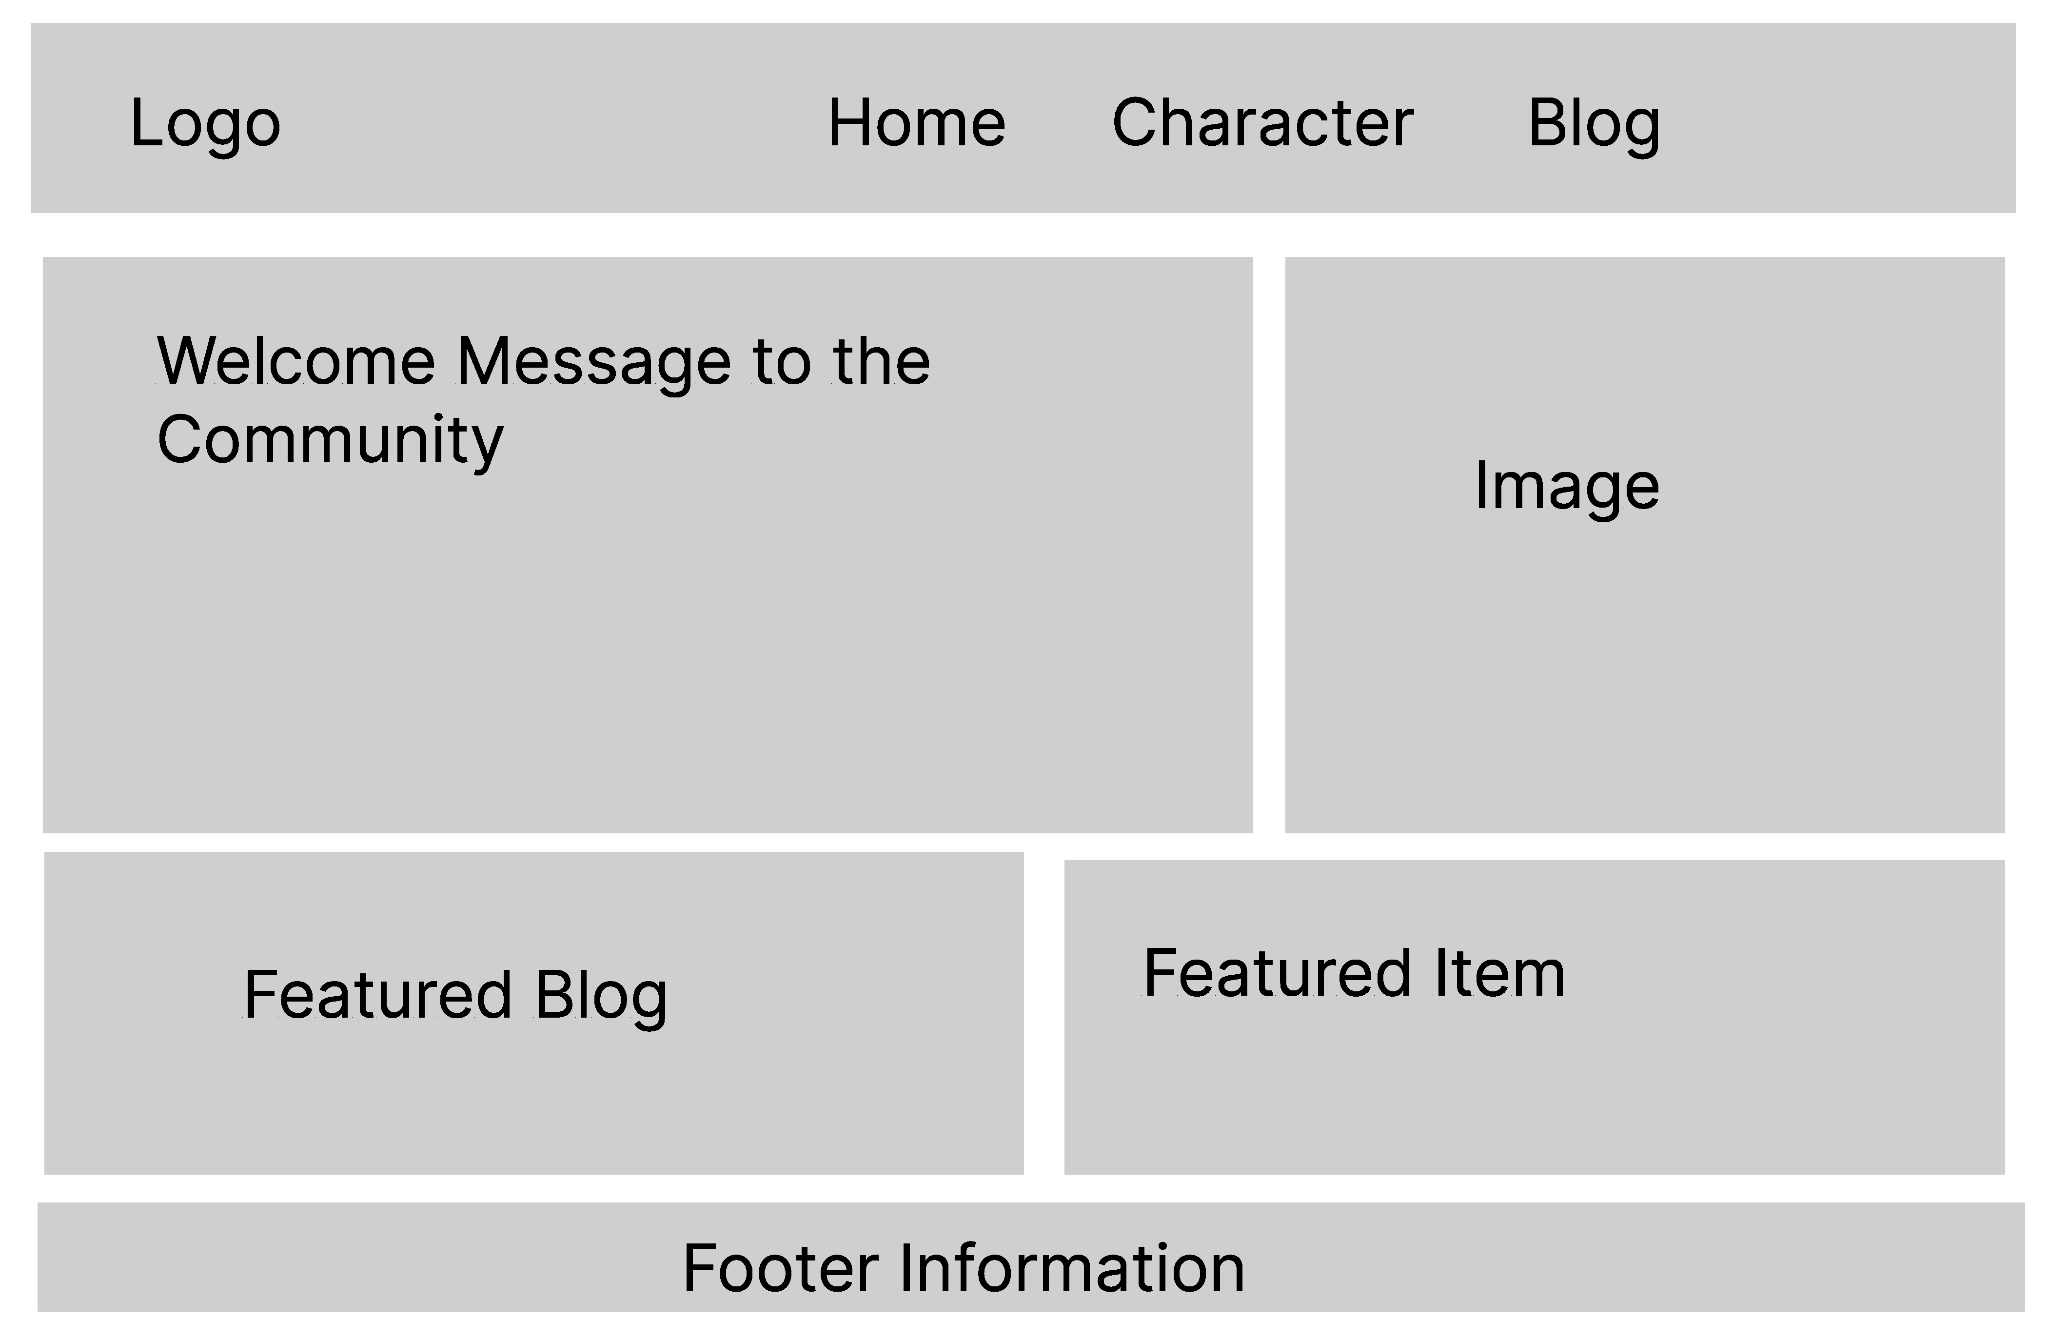 Logo Home Character Blog
Welcome Message to the
Community
Image
Featured Blog
Featured Item
Footer Information